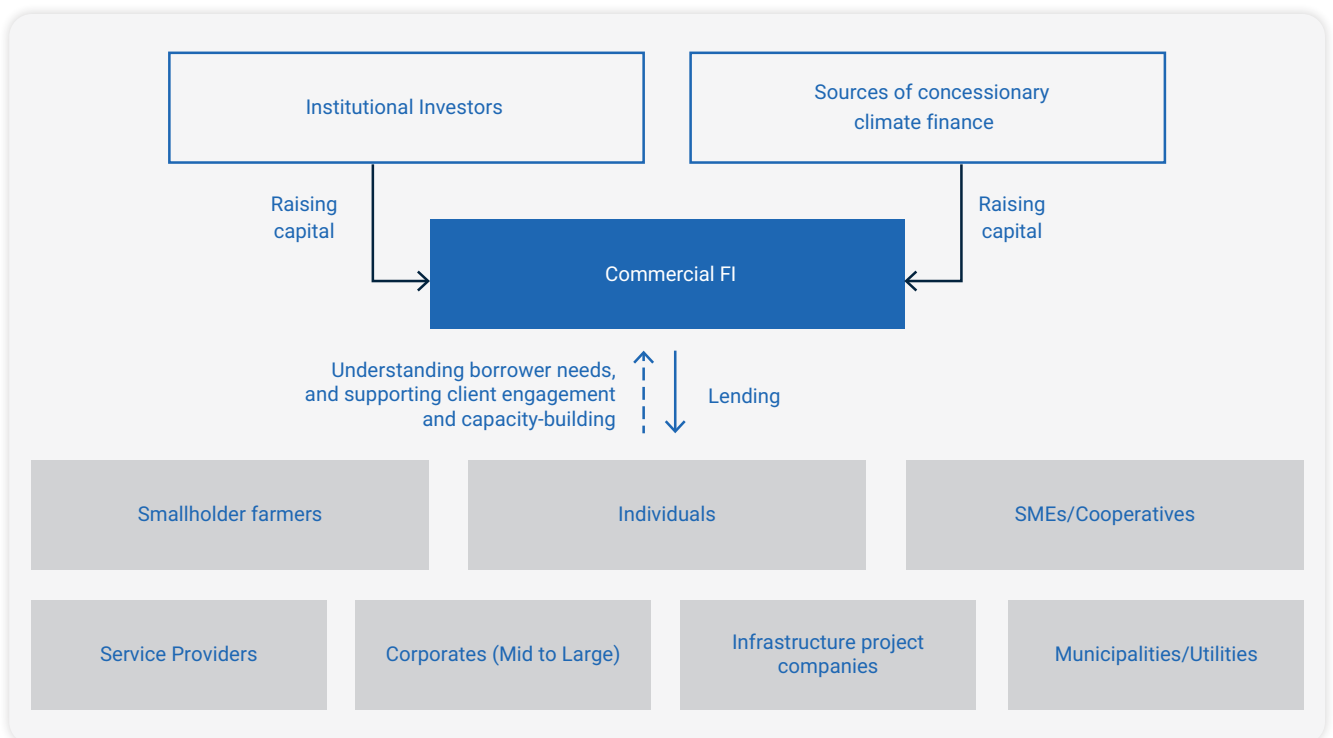 Institutional Investors
Sources of concessionary
climate finance
Raising
capital
Raising
capital
Commercial FI
Understanding borrower needs,
and supporting client engagement
and capacity-building
Lending
Smallholder farmers
Individuals
SMEs/Cooperatives
Service Providers
Corporates (Mid to Large)
Infrastructure project
companies
Municipalities/Utilities